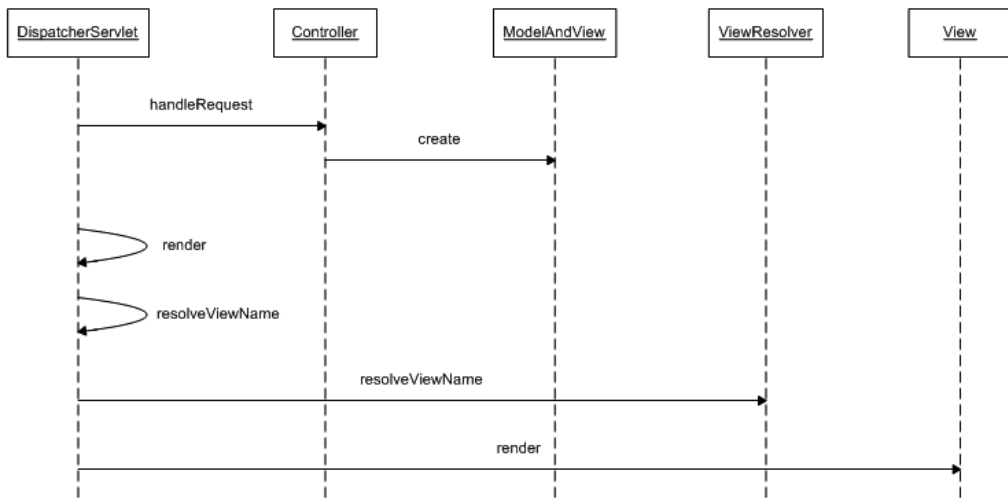 DispatcherServlet
Controller
ModelAndView
ViewResolver
View
handleRequest
create
render
resolveViewName
resolveViewName
render